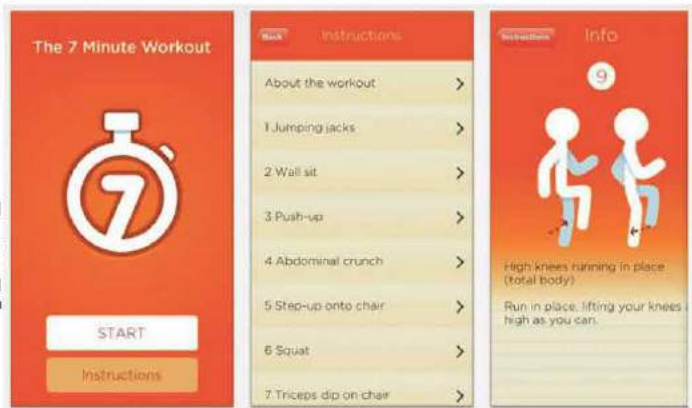 The 7 Minute Workout
7
START
Instructions
Back
Instructions
About the workout
1 Jumping jacks
2 Wall sit
3 Push-up
4 Abdominal crunch
5 Step-up onto chair
6 Squat
7 Triceps dip on chair
Instructions
Info
9
High knees running in place
(total body)
Run in place, lifting your knees
high as you can.